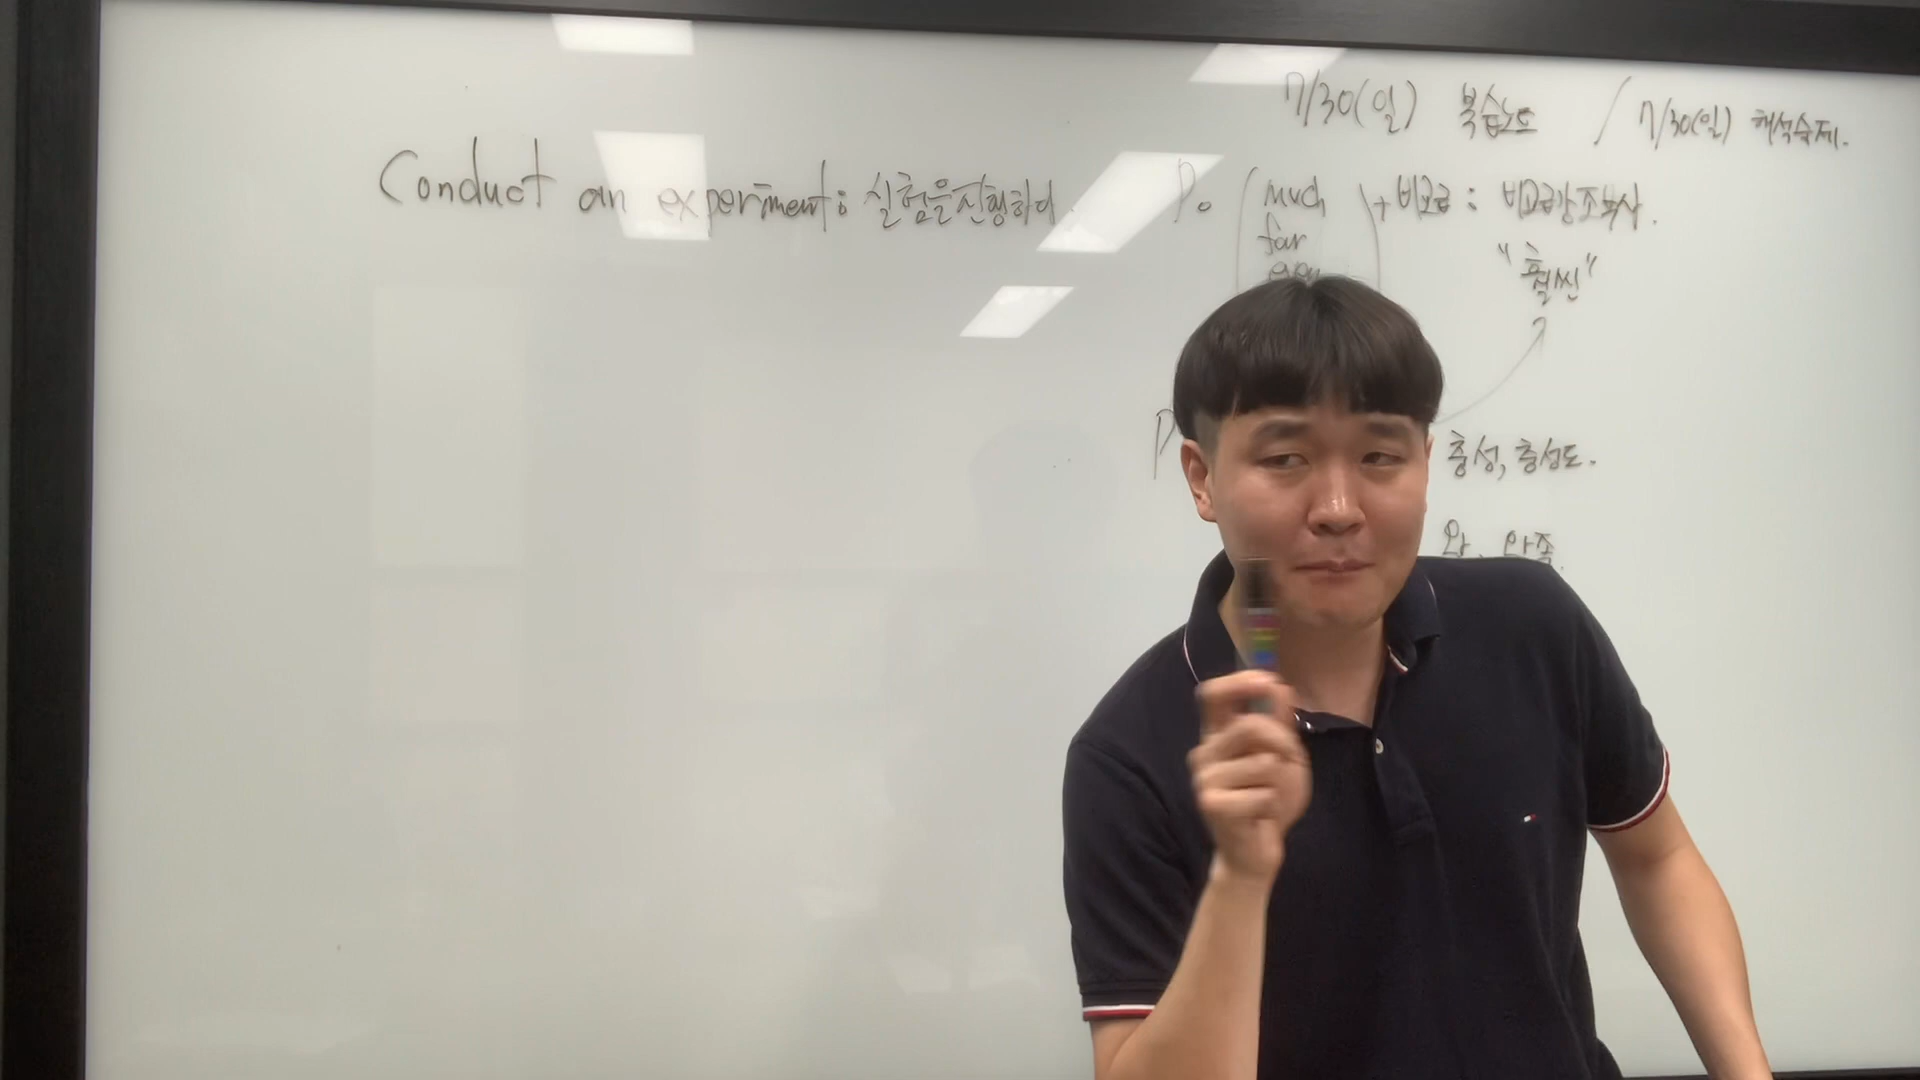 7/30(일) 복습노트 / 7/30(일) 해석숙제.
Conduct an experiment : 실험을 진행하다.
P. ( much ) + 비교급 : 비교급강조부사.
far
even
"훨씬"
P
충성, 충성도.